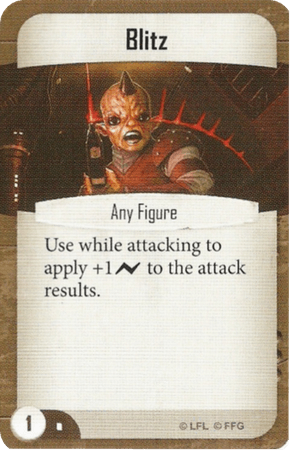 Blitz
Any Figure
Use while attacking to
apply +1 to the attack
results.
1
© LFL © FFG